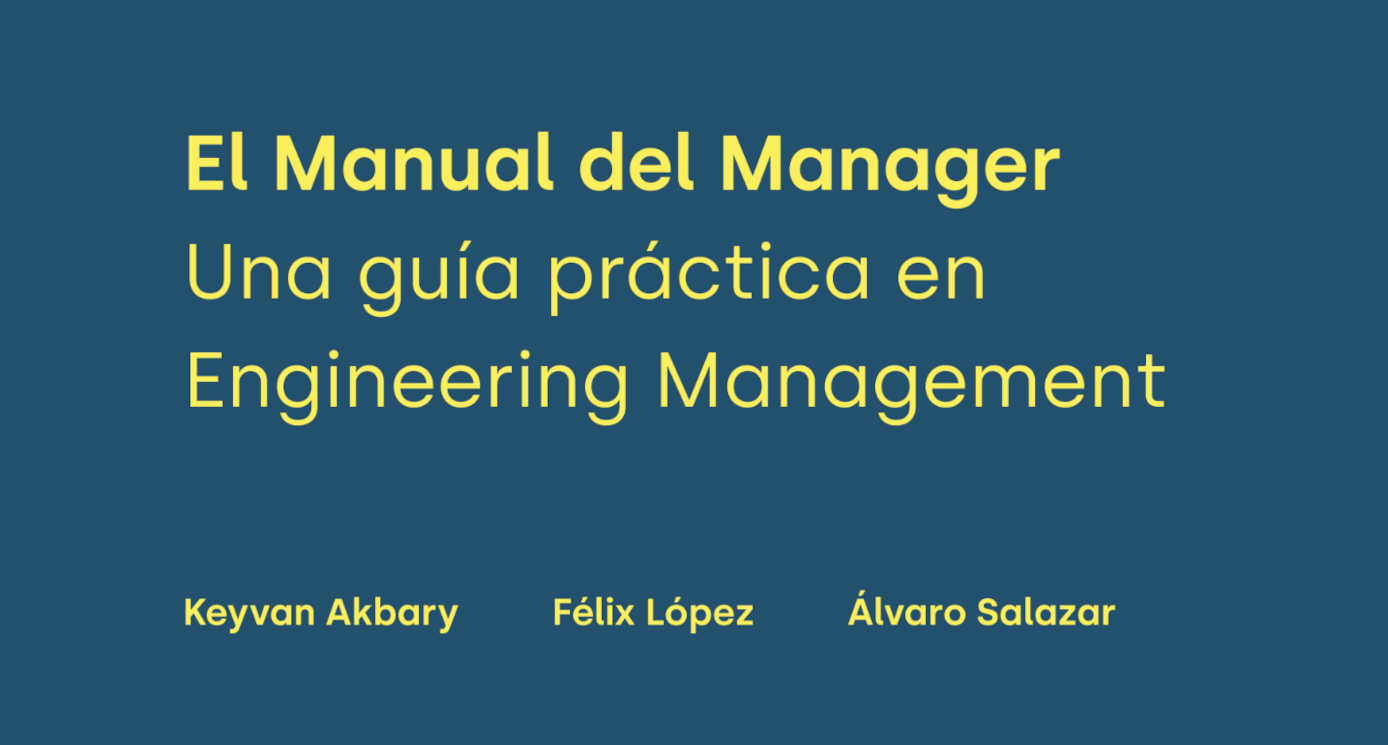 El Manual del Manager
Una guía práctica en
Engineering Management
Keyvan Akbary Félix López Álvaro Salazar